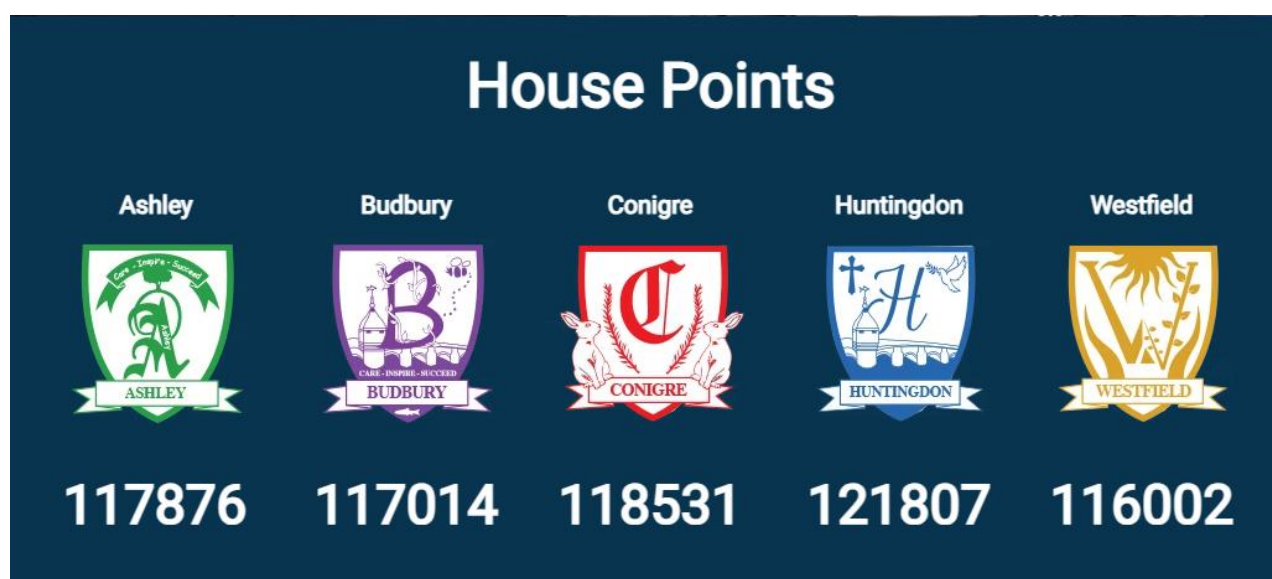 House Points
Ashley
Budbury
Conigre
Huntingdon
Westfield
Care - Inspire - Succeed
A
Ashley
ASHLEY
B
CARE - INSPIRE - SUCCEED
BUDBURY
C
CONIGRE
H
HUNTINGDON
W
WESTFIELD
117876
117014
118531
121807
116002